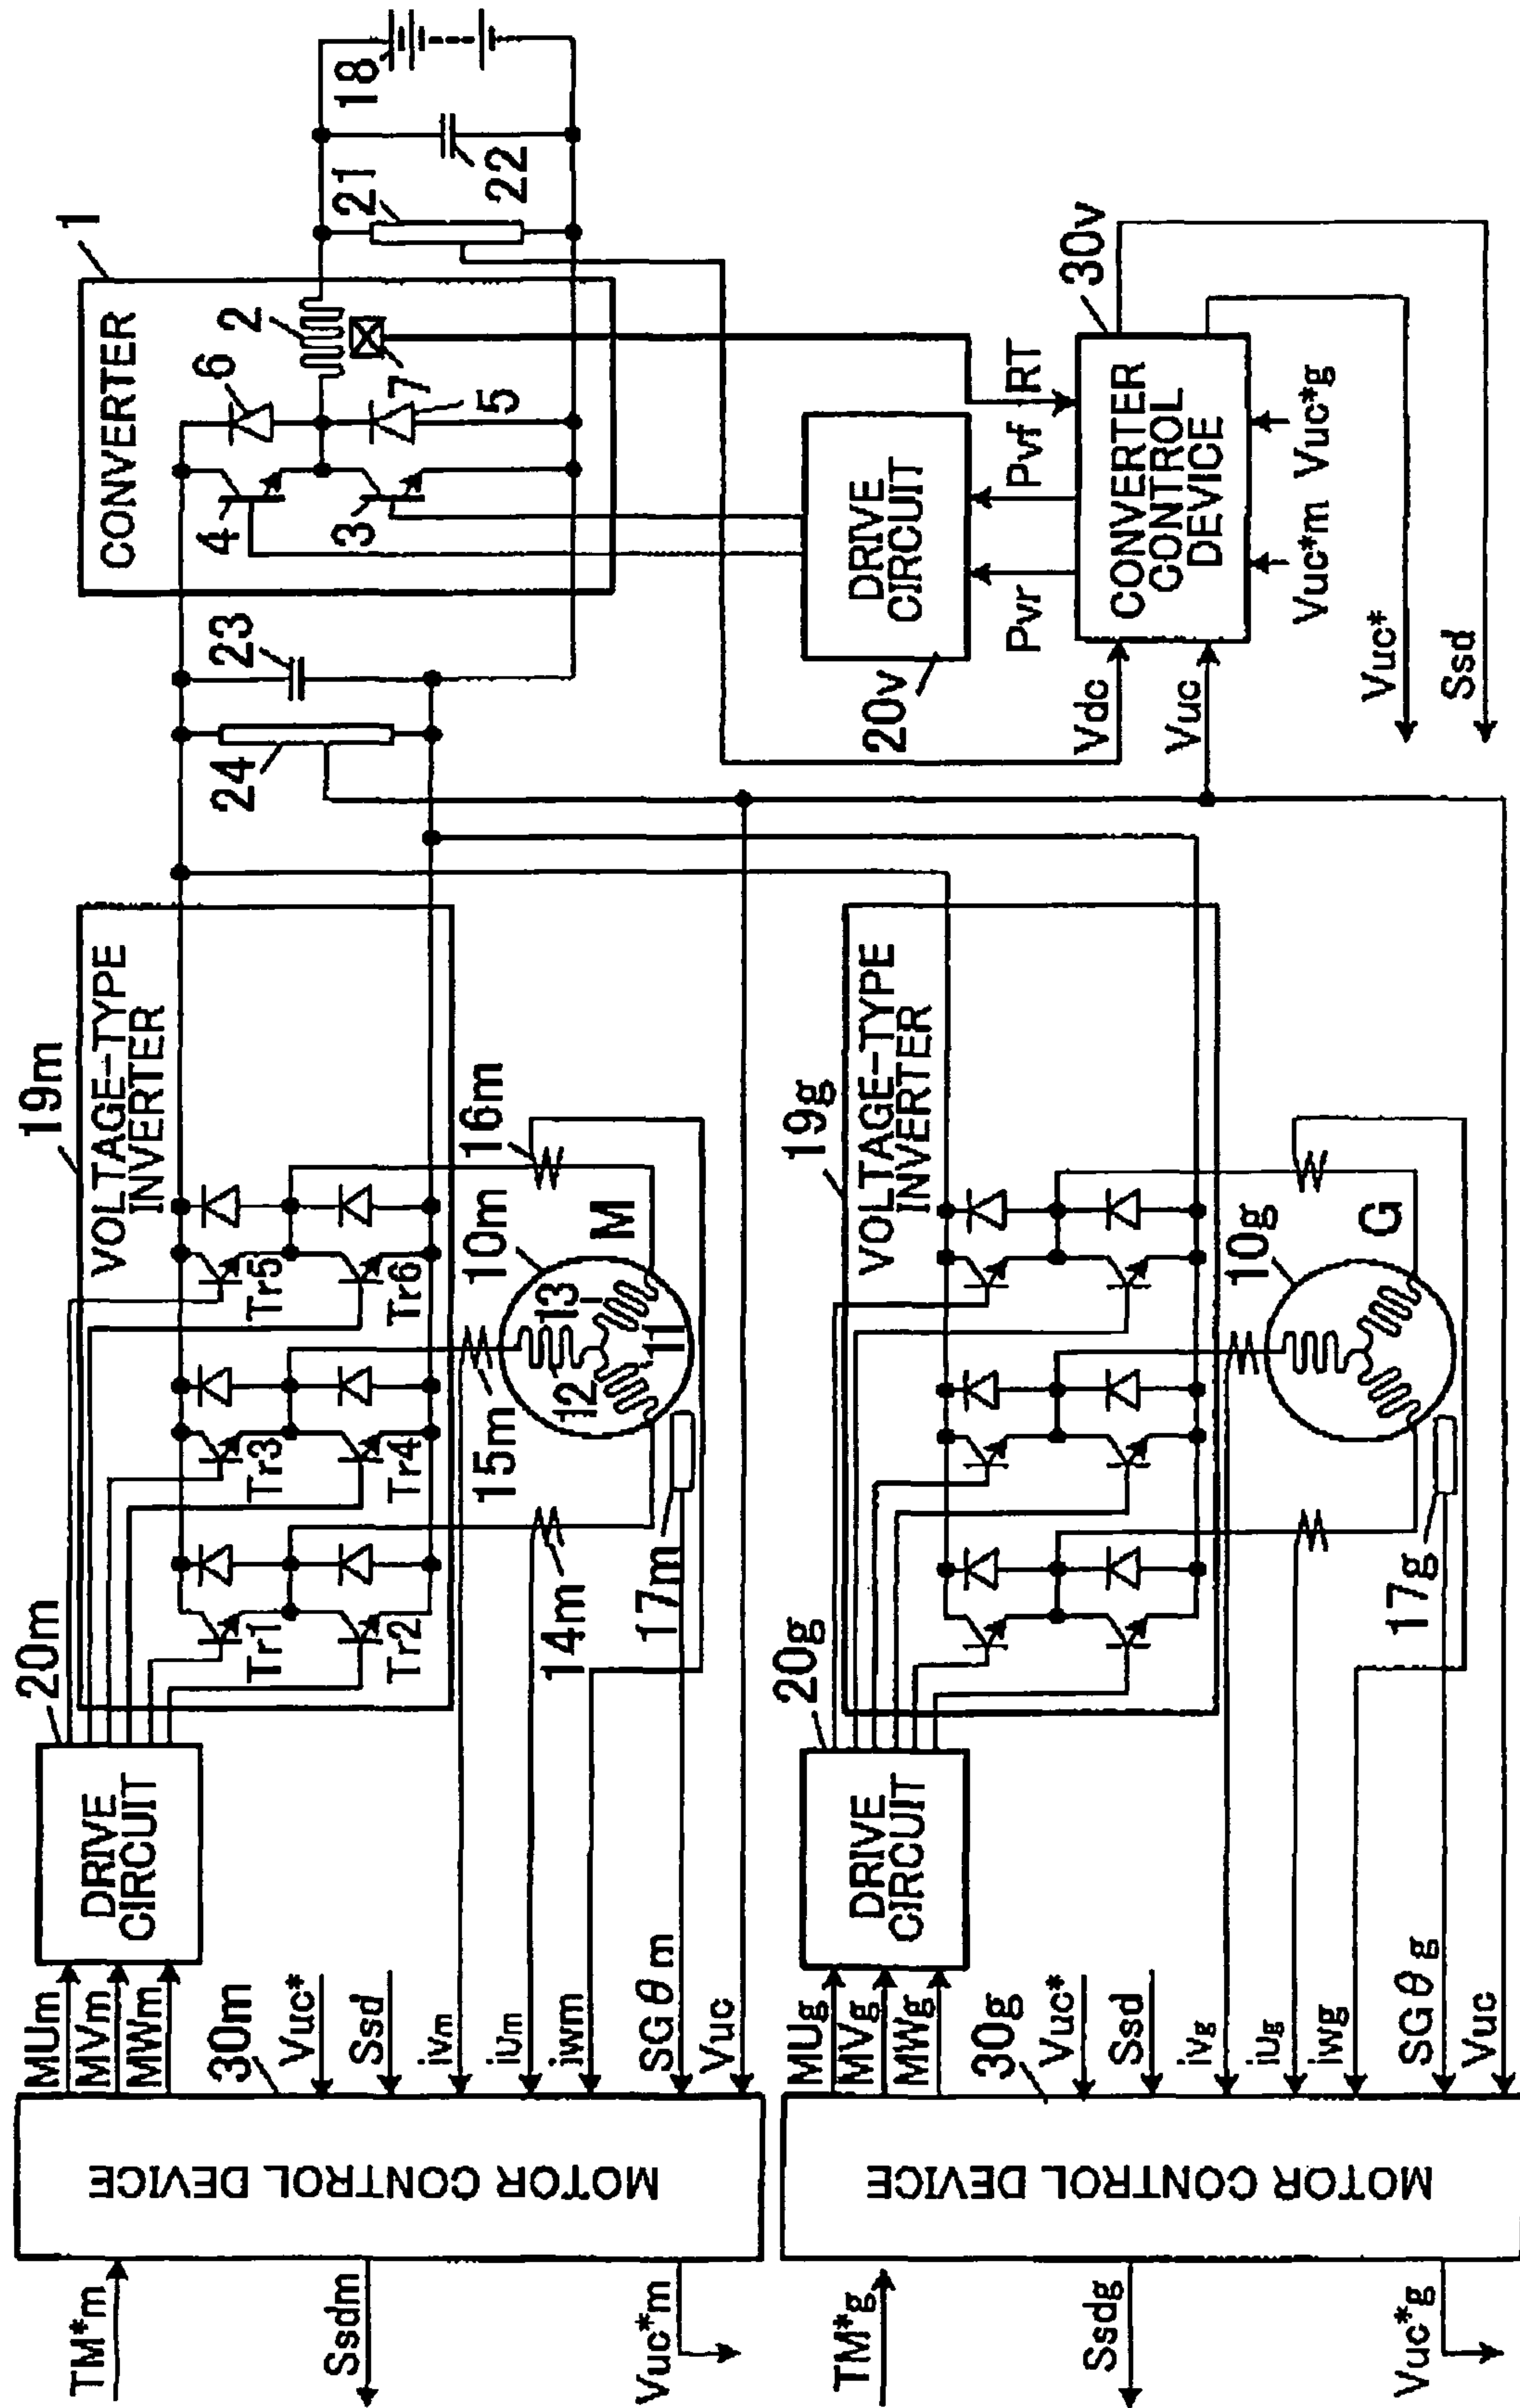 TM*m
Ssdm
Vuc*m
MOTOR CONTROL DEVICE
30m
MUm
MVm
MWm
Vuc*
Ssd
iVm
iUm
iWm
SGθm
Vuc
DRIVE
CIRCUIT
20m
19m
VOLTAGE-TYPE
INVERTER
Tr1
Tr2
Tr3
Tr4
Tr5
Tr6
14m
15m
16m
17m
10m
M
11
12
13
24
23
1
CONVERTER
4
3
6
5
2
7
21
22
18
TM*g
Ssdg
Vuc*g
MOTOR CONTROL DEVICE
30g
MUg
MVg
MWg
Vuc*
Ssd
iVg
iUg
iWg
SGθg
Vuc
DRIVE
CIRCUIT
20g
19g
VOLTAGE-TYPE
INVERTER
17g
10g
G
DRIVE
CIRCUIT
20v
Pvr
Pvf
RT
Vdc
Vuc
CONVERTER
CONTROL
DEVICE
30v
Vuc*m Vuc*g
Vuc*
Ssd